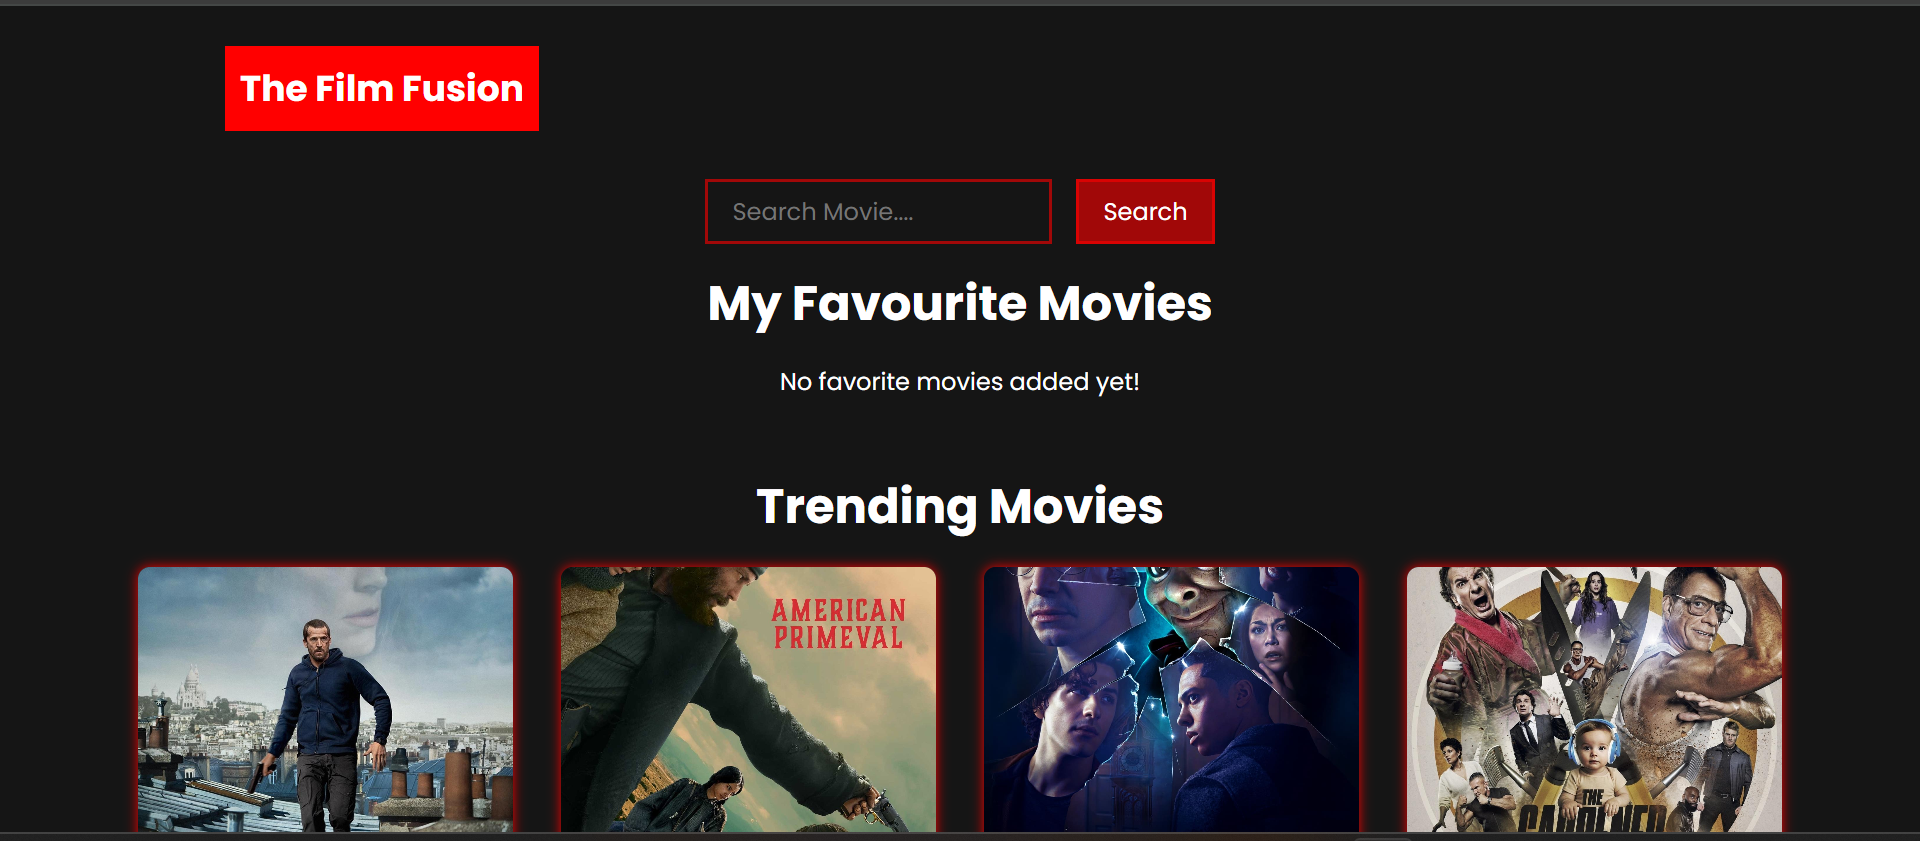 The Film Fusion
Search Movie....
Search
My Favourite Movies
No favorite movies added yet!
Trending Movies
AMERICAN
PRIMEVAL
THE